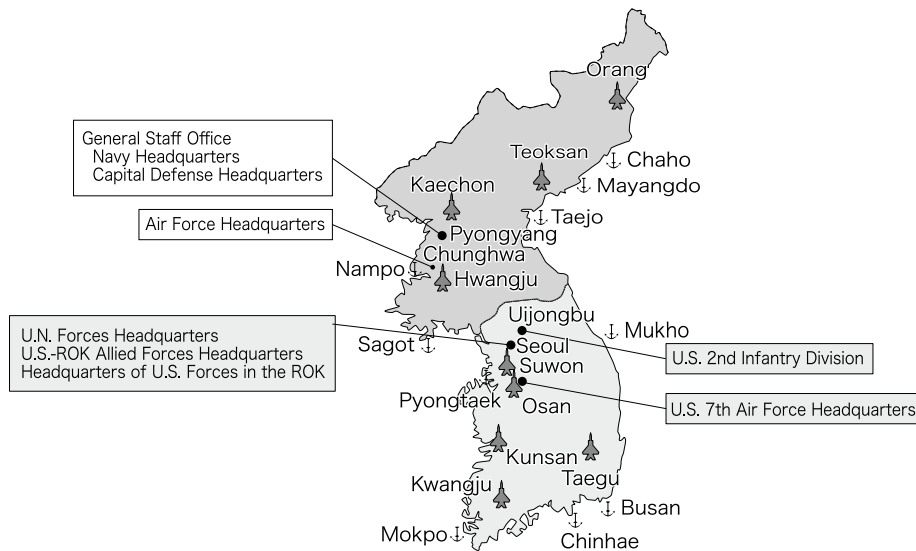 Orang
General Staff Office
Navy Headquarters
Capital Defense Headquarters
Teoksan
Chaho
Kaechon
Mayangdo
Air Force Headquarters
Taejo
Pyongyang
Chunghwa
Nampo
Hwangju
Uijongbu
U.N. Forces Headquarters
U.S.-ROK Allied Forces Headquarters
Headquarters of U.S. Forces in the ROK
Mukho
Sagot
Seoul
U.S. 2nd Infantry Division
Suwon
Pyongtaek
Osan
U.S. 7th Air Force Headquarters
Kunsan
Taegu
Kwangju
Busan
Mokpo
Chinhae